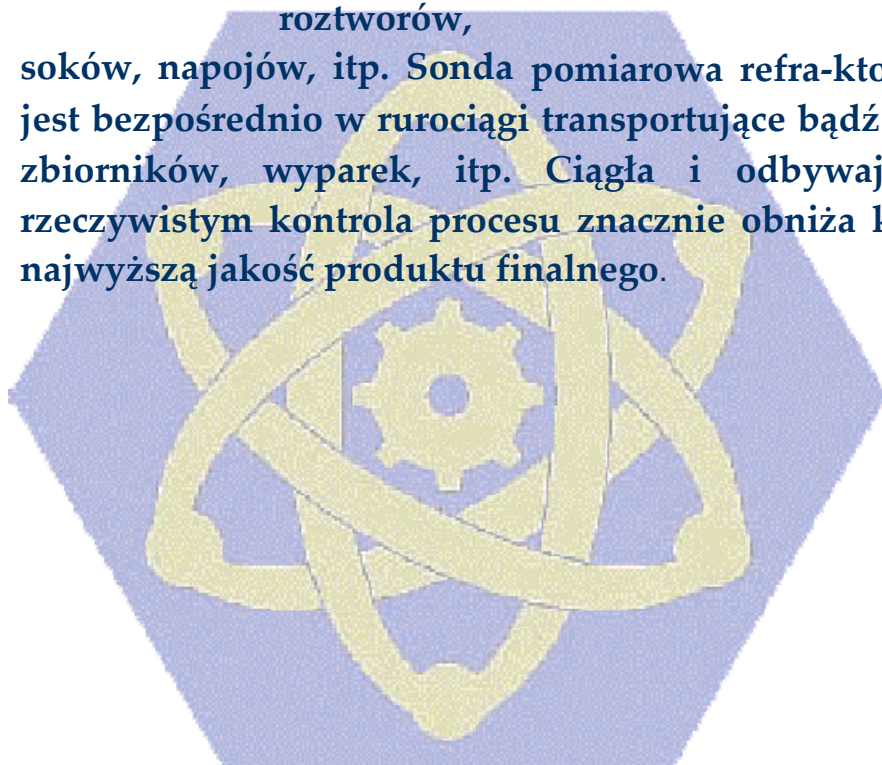 roztworów,
soków, napojów, itp. Sonda pomiarowa refra-kto
jest bezpośrednio w rurociągi transportujące bądź
zbiorników, wyparek, itp. Ciągła i odbywaj
rzeczywistym kontrola procesu znacznie obniża k
najwyższą jakość produktu finalnego.